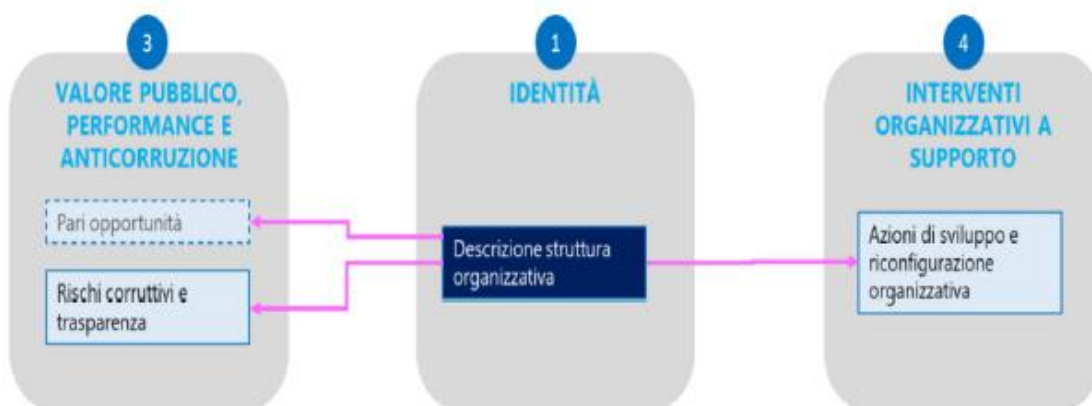 3
VALORE PUBBLICO,
PERFORMANCE E
ANTICORRUZIONE
Pari opportunità
Rischi corruttivi e
trasparenza
1
IDENTITÀ
Descrizione struttura
organizzativa
4
INTERVENTI
ORGANIZZATIVI A
SUPPORTO
Azioni di sviluppo e
riconfigurazione
organizzativa